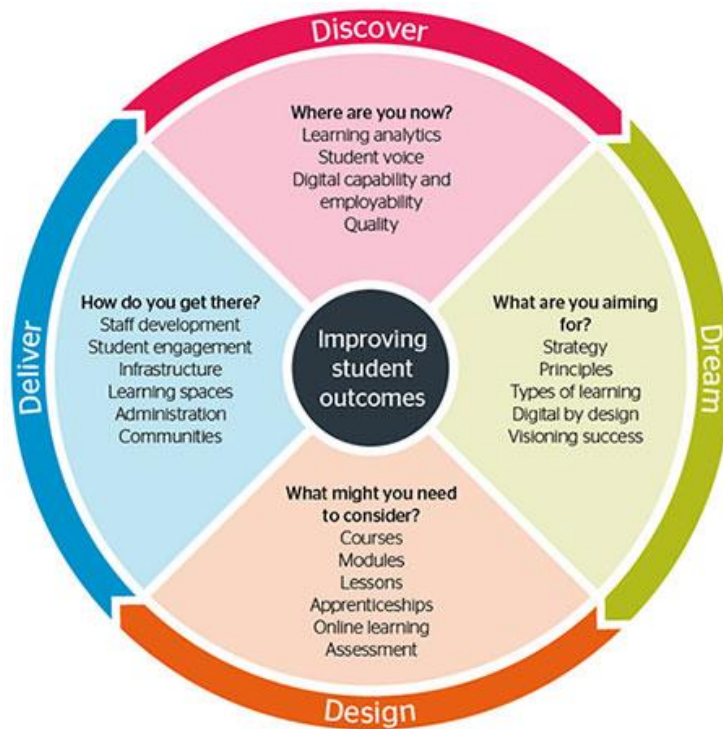 Discover
Where are you now?
Learning analytics
Student voice
Digital capability and
employability
Quality
Dream
What are you aiming
for?
Strategy
Principles
Types of learning
Digital by design
Visioning success
Design
What might you need
to consider?
Courses
Modules
Lessons
Apprenticeships
Online learning
Assessment
Deliver
How do you get there?
Staff development
Student engagement
Infrastructure
Learning spaces
Administration
Communities
Improving
student
outcomes